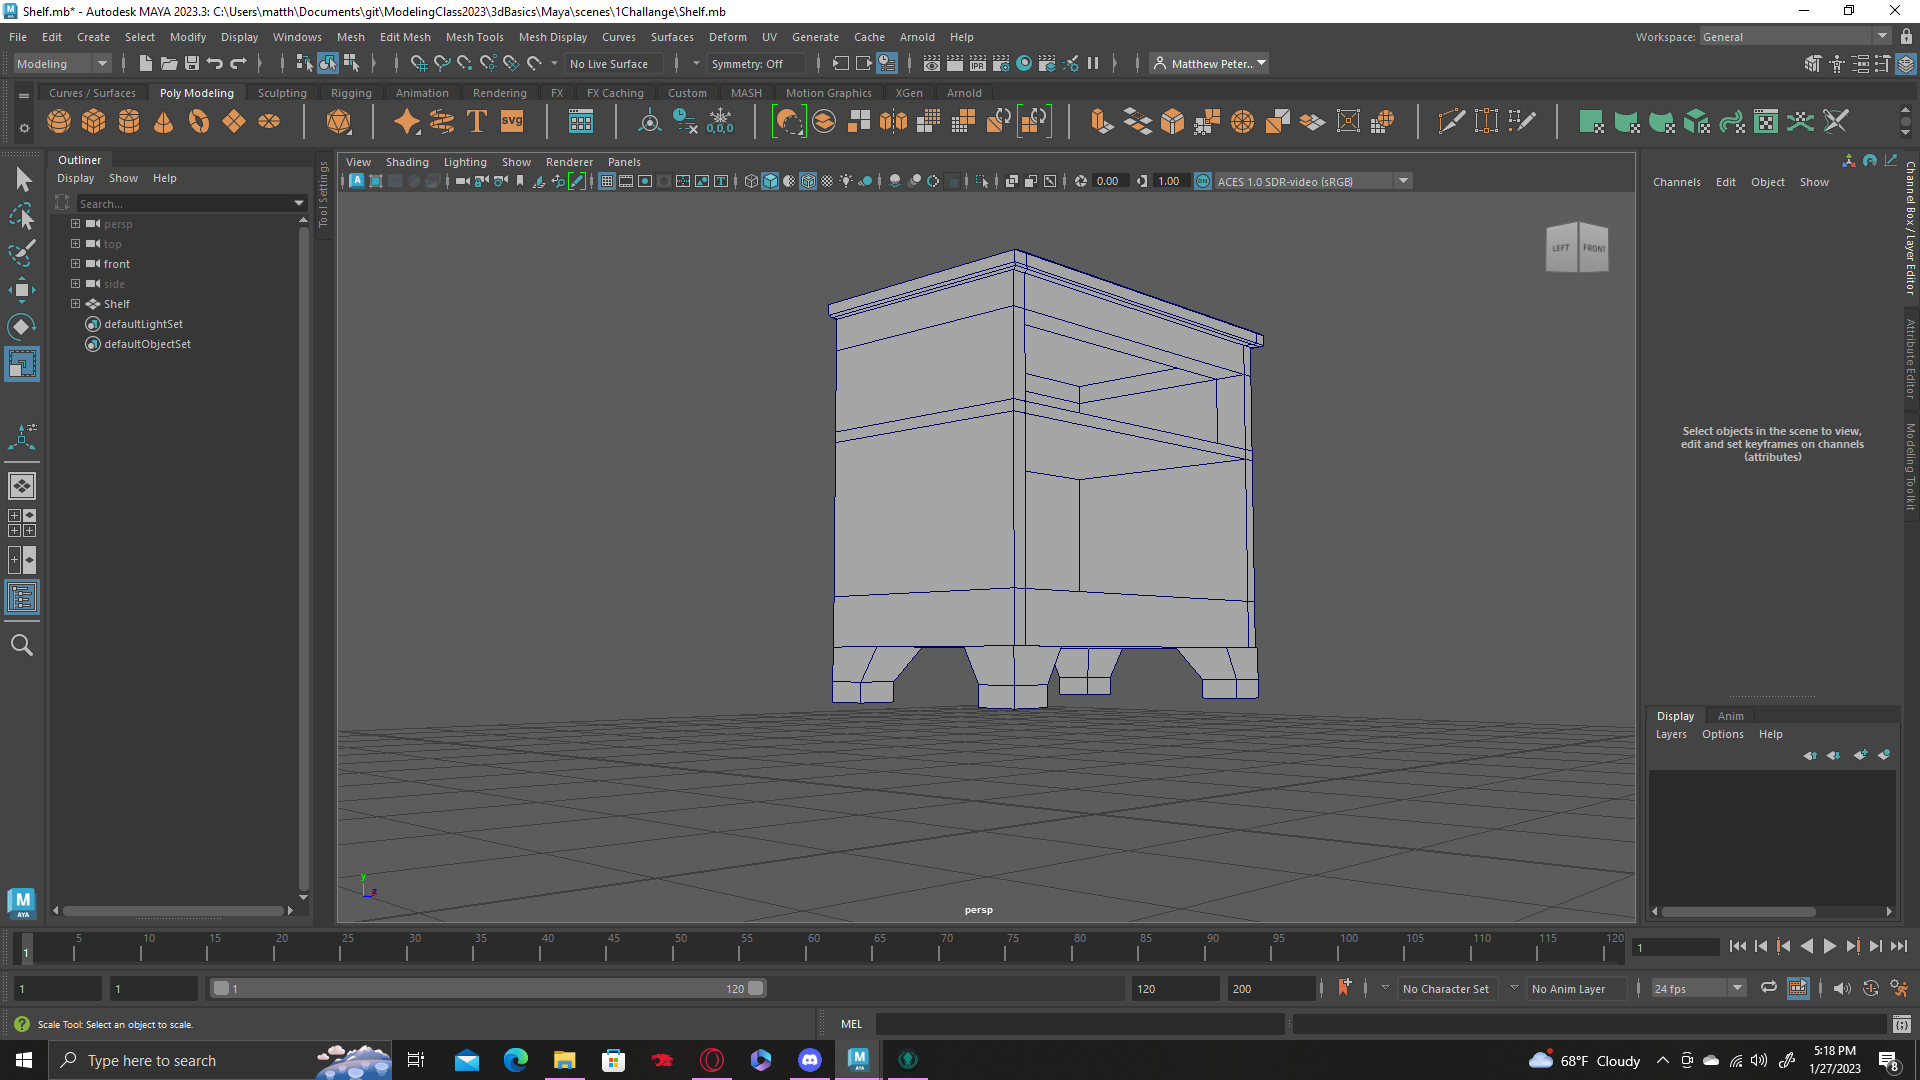 Shelf.mb* - Autodesk MAYA 2023.3: C:\Users\matth\Documents\git\ModelingClass2023\3dBasics\Maya\scenes\1Challange\Shelf.mb
File Edit Create Select Modify Display Windows Mesh Edit Mesh Mesh Tools Mesh Display Curves Surfaces Deform UV Generate Cache Arnold Help
Workspace: General
Modeling
No Live Surface
Symmetry: Off
IPR
Matthew Peter..
Curves / Surfaces Poly Modeling Sculpting Rigging Animation Rendering FX FX Caching Custom MASH Motion Graphics XGen Arnold
T
SVG
0,0,0
Outliner
Display Show Help
Search...
persp
top
front
side
Shelf
defaultLightSet
defaultObjectSet
Tool Settings
View Shading Lighting Show Renderer Panels
0.00
1.00
ACES 1.0 SDR-video (sRGB)
LEFT
FRONT
y
z
persp
Channels Edit Object Show
Select objects in the scene to view,
edit and set keyframes on channels
(attributes)
Channel Box / Layer Editor
Attribute Editor
Modeling Toolkit
Display Anim
Layers Options Help
M
AYA
1 5 10 15 20 25 30 35 40 45 50 55 60 65 70 75 80 85 90 95 100 105 110 115 120
1
1
1
1
120
120
200
No Character Set
No Anim Layer
24 fps
Scale Tool: Select an object to scale.
MEL
Type here to search
M
AYA
68°F Cloudy
5:18 PM
1/27/2023
8